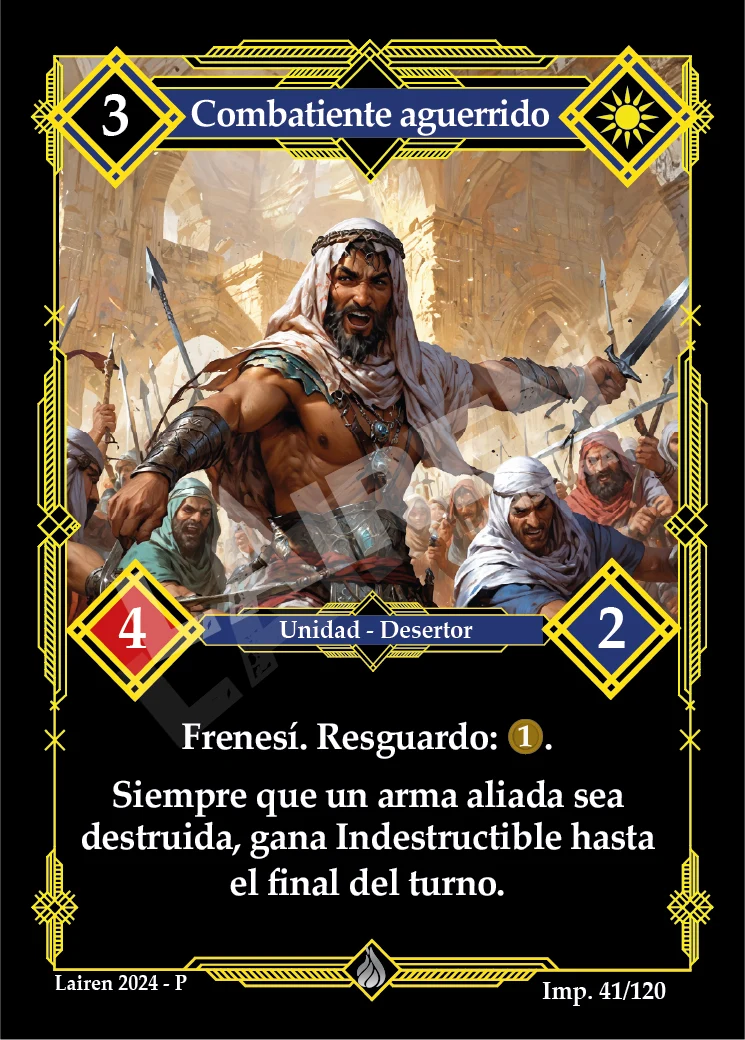 3
Combatiente aguerrido
LAIREN
4
Unidad - Desertor
2
Frenesí. Resguardo: 1.
Siempre que un arma aliada sea
destruida, gana Indestructible hasta
el final del turno.
Lairen 2024 - P
Imp. 41/120